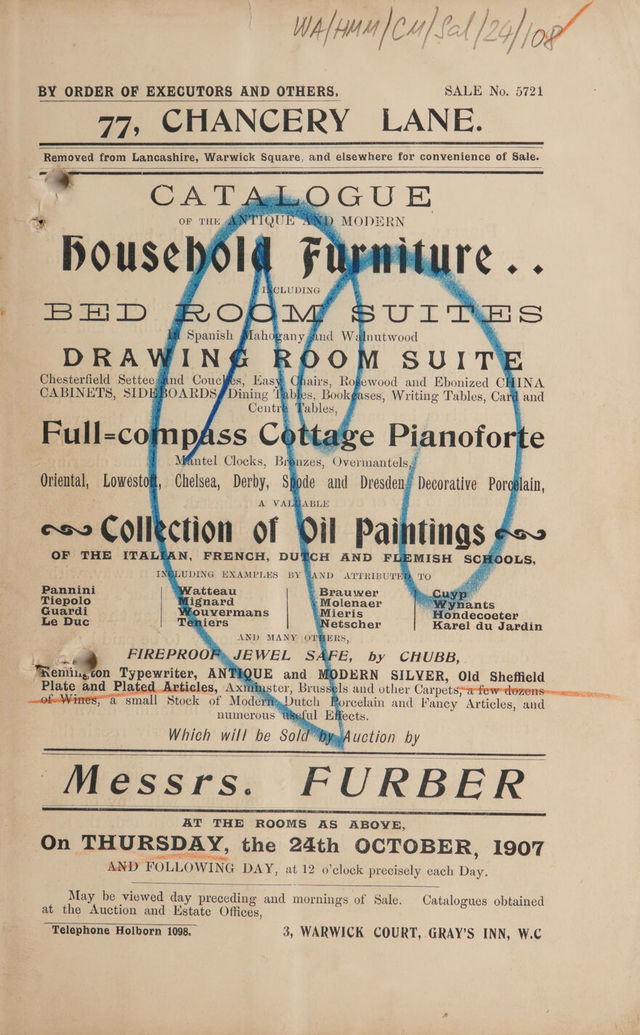 WA/HMM/CM/Sal/24/108
BY ORDER OF EXECUTORS AND OTHERS. SALE No. 5721
77, CHANCERY LANE.
Removed from Lancashire, Warwick Square, and elsewhere for convenience of Sale.
CATALOGUE
OF THE ANTIQUE AND MODERN
Household Furniture . .
INCLUDING
BED ROOM SUITES
In Spanish Mahogany and Walnutwood
DRAWING ROOM SUITE
Chesterfield Settee and Couches, Easy Chairs, Rosewood and Ebonized CHINA
CABINETS, SIDEBOARDS, Dining Tables, Bookcases, Writing Tables, Card and
Centre Tables,
Full=compass Cottage Pianoforte
Mantel Clocks, Bronzes, Overmantels,
Oriental, Lowestoft, Chelsea, Derby, Spode and Dresden Decorative Porcelain,
A VALUABLE
Collection of Oil Paintings
OF THE ITALIAN, FRENCH, DUTCH AND FLEMISH SCHOOLS,
INCLUDING EXAMPLES BY AND ATTRIBUTED TO
Pannini Watteau Brauwer Cuyp
Tiepolo Mignard Molenaer Wynants
Guardi Wouvermans Mieris Hondecoeter
Le Duc Teniers Netscher Karel du Jardin
AND MANY OTHERS,
FIREPROOF JEWEL SAFE, by CHUBB,
Remington Typewriter, ANTIQUE and MODERN SILVER, Old Sheffield
Plate and Plated Articles, Axminster, Brussels and other Carpets, a few dozens
of Wines, a small Stock of Modern Dutch Porcelain and Fancy Articles, and
numerous useful Effects.
Which will be Sold by Auction by
Messrs. FURBER
AT THE ROOMS AS ABOVE,
On THURSDAY, the 24th OCTOBER, 1907
AND FOLLOWING DAY, at 12 o'clock precisely each Day.
May be viewed day preceding and mornings of Sale. Catalogues obtained
at the Auction and Estate Offices,
Telephone Holborn 1098. 3, WARWICK COURT, GRAY'S INN, W.C